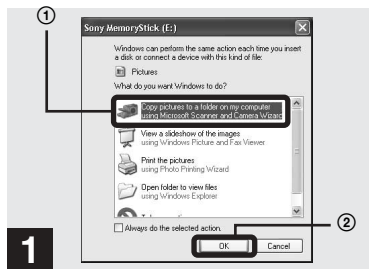 ①
Sony MemoryStick (E:)
Windows can perform the same action each time you insert
a disk or connect a device with this kind of file:
Pictures
What do you want Windows to do?
Copy pictures to a folder on my computer
using Microsoft Scanner and Camera Wizard
View a slideshow of the images
using Windows Picture and Fax Viewer
Print the pictures
using Photo Printing Wizard
Open folder to view files
using Windows Explorer
Always do the selected action.
②
OK
Cancel
1